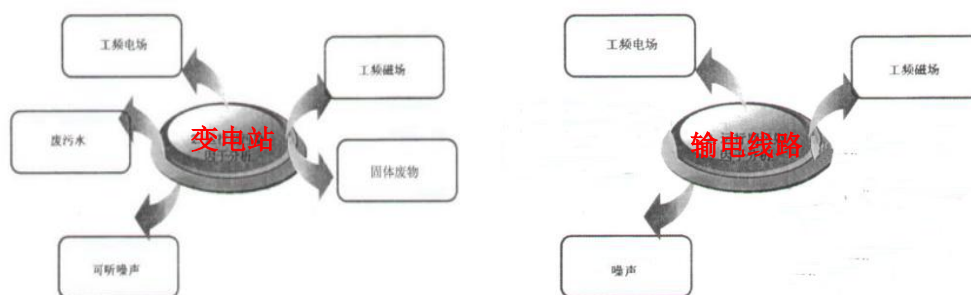 工频电场
工频磁场
废污水
变电站
固体废物
可听噪声
工频电场
工频磁场
输电线路
噪声